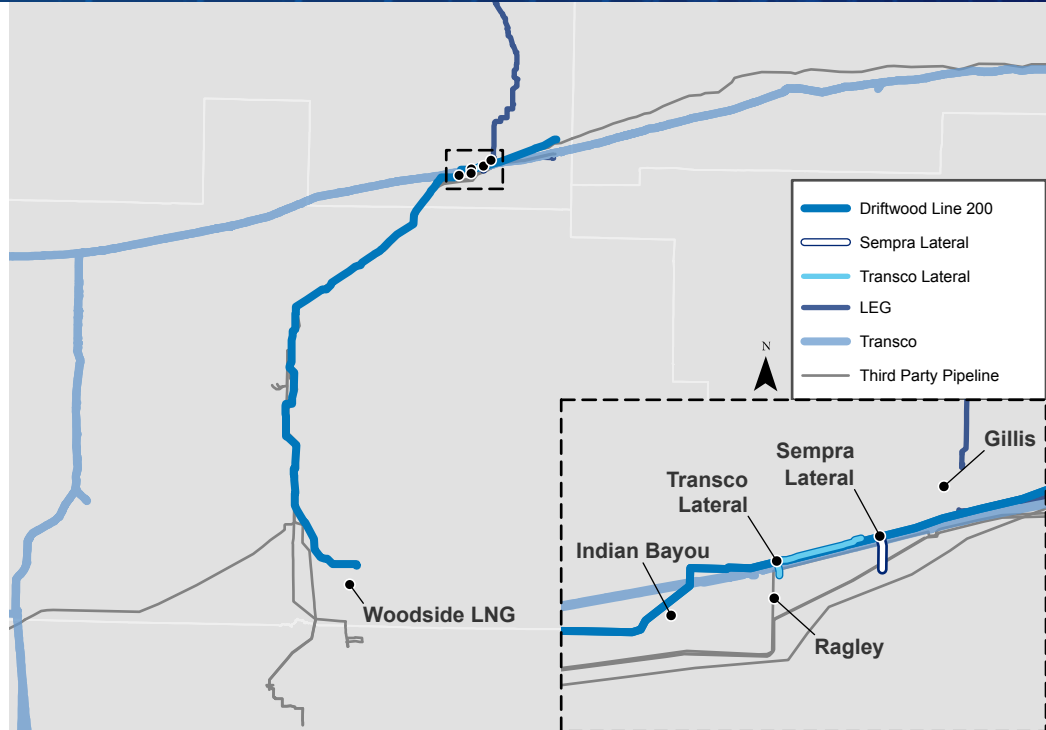 Driftwood Line 200
Sempra Lateral
Transco Lateral
LEG
Transco
Third Party Pipeline
N
Gillis
Sempra
Lateral
Transco
Lateral
Indian Bayou
Ragley
Woodside LNG